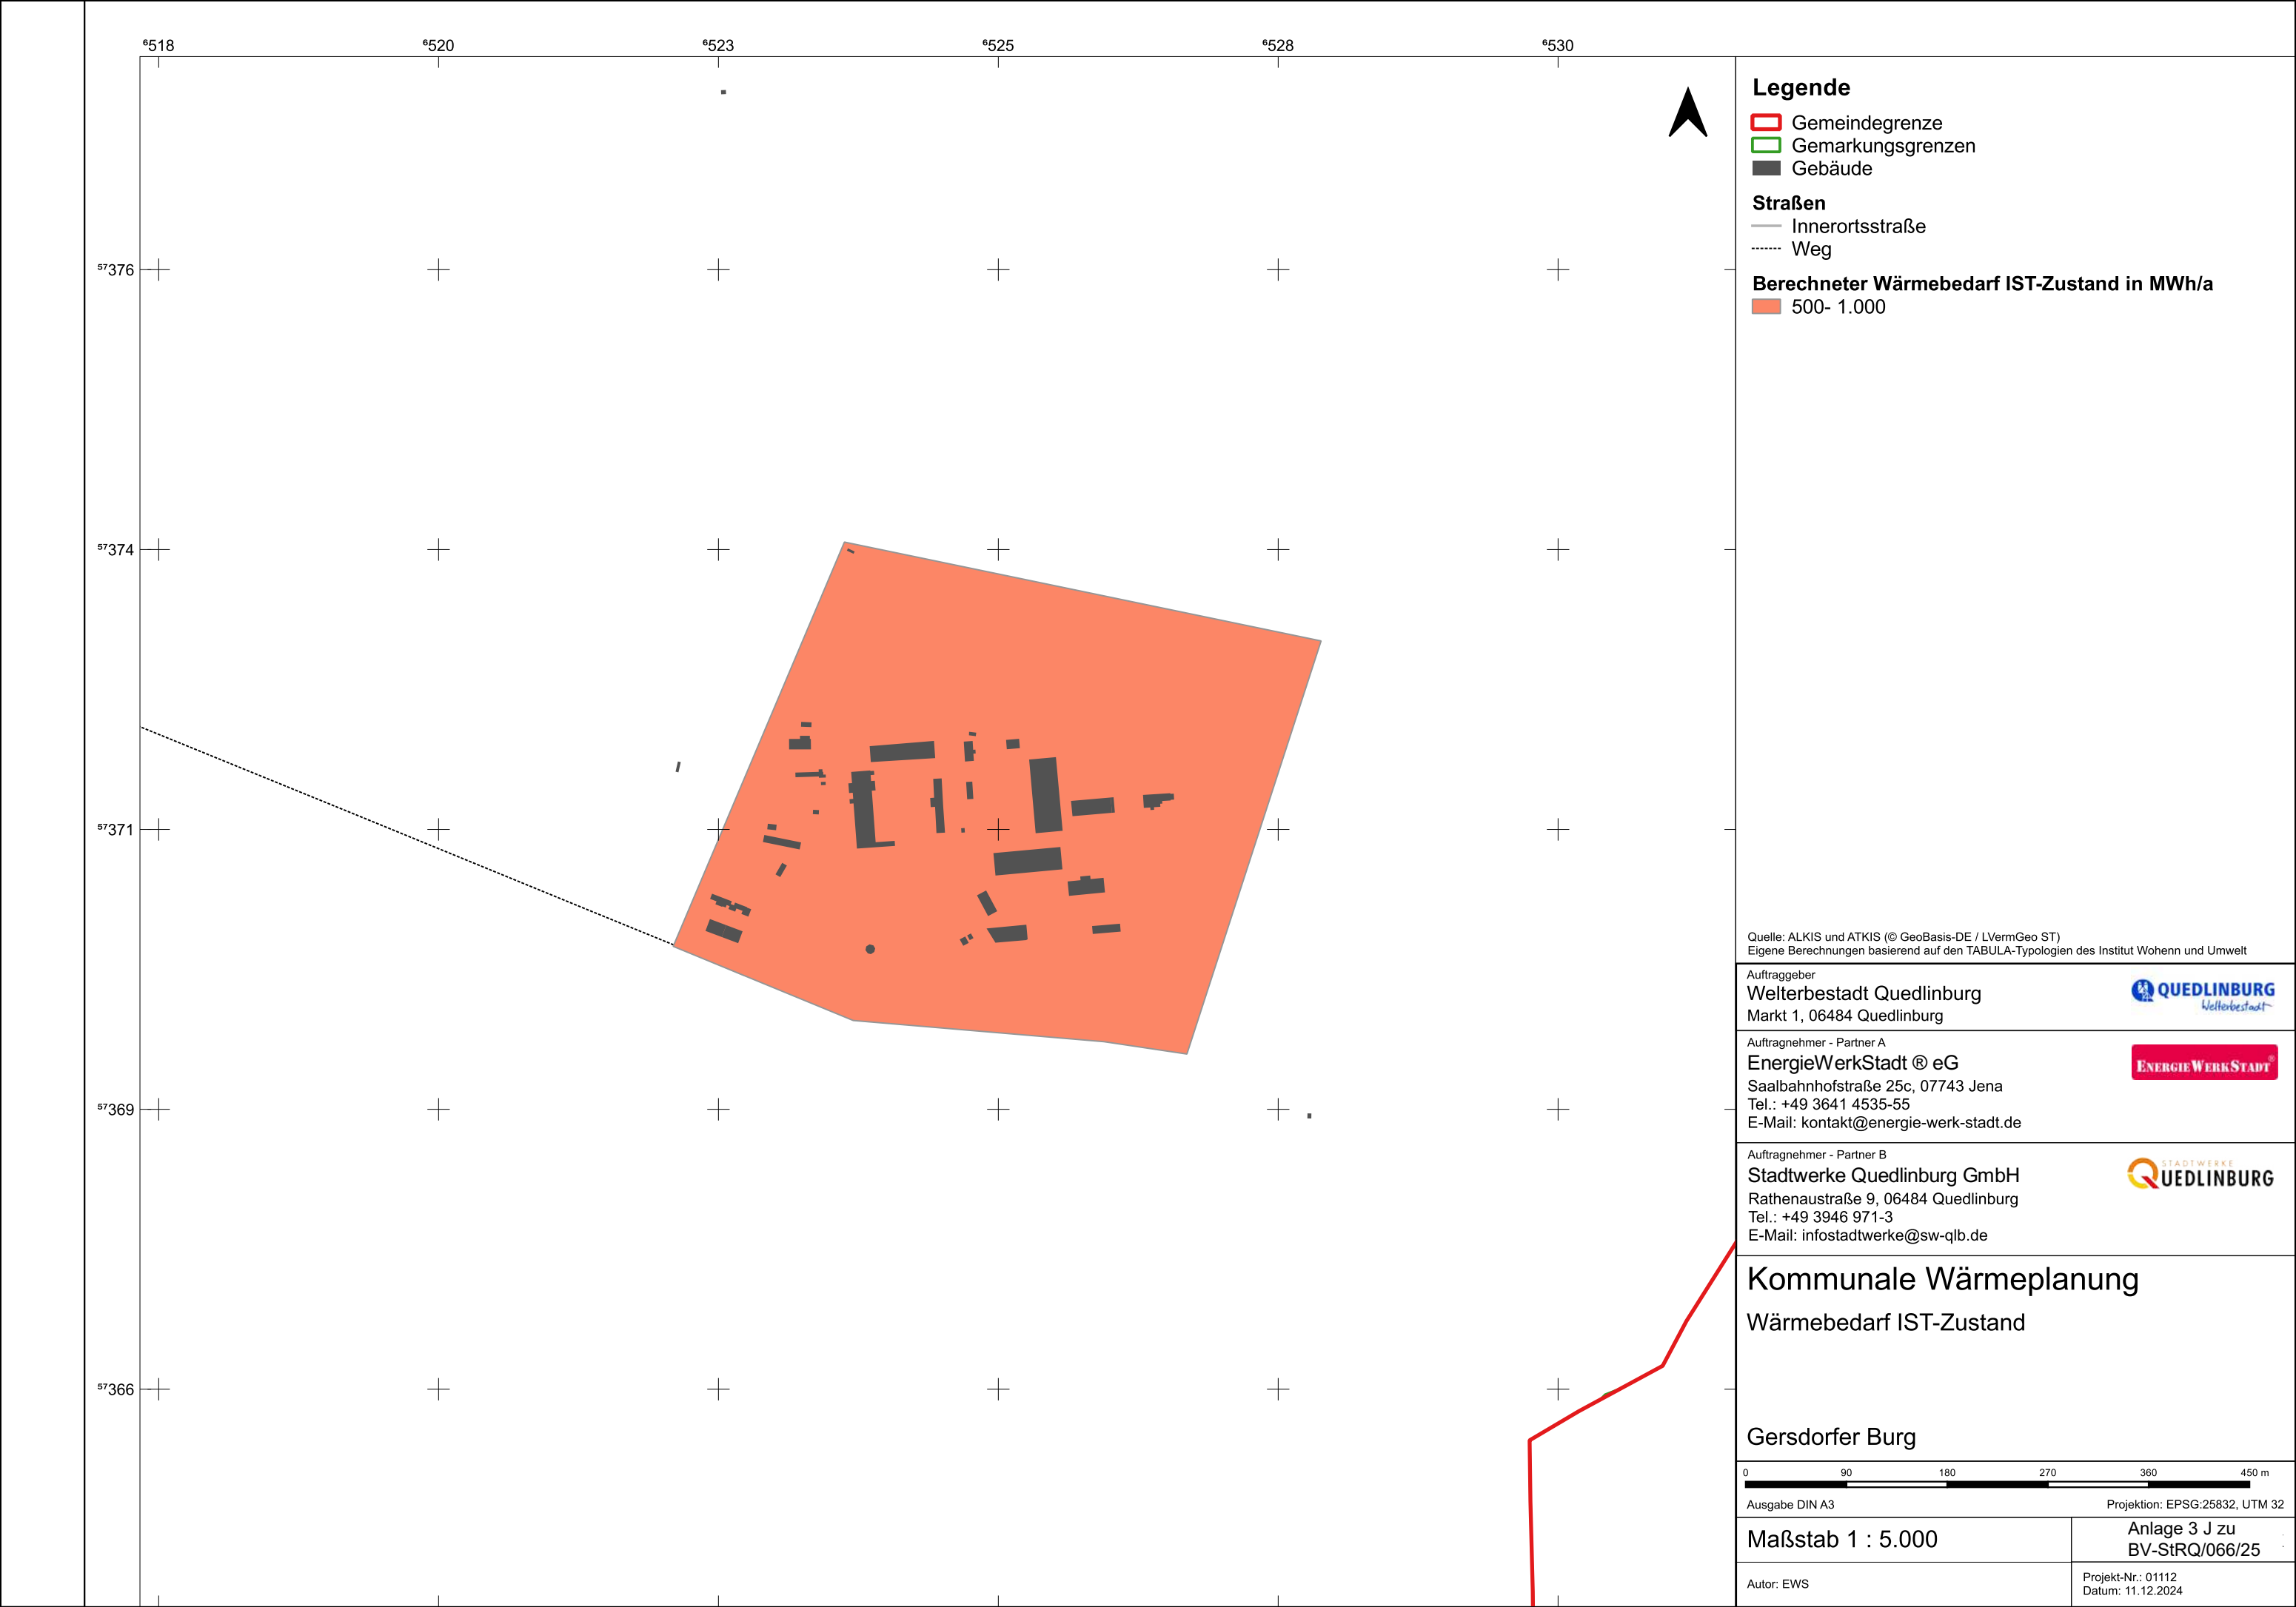 ⁶518 ⁶520 ⁶523 ⁶525 ⁶528 ⁶530
⁵⁷376
⁵⁷374
⁵⁷371
⁵⁷369
⁵⁷366
Legende
Gemeindegrenze
Gemarkungsgrenzen
Gebäude
Straßen
Innerortsstraße
Weg
Berechneter Wärmebedarf IST-Zustand in MWh/a
500- 1.000
Quelle: ALKIS und ATKIS (© GeoBasis-DE / LVermGeo ST)
Eigene Berechnungen basierend auf den TABULA-Typologien des Institut Wohenn und Umwelt
Auftraggeber
Welterbestadt Quedlinburg
Markt 1, 06484 Quedlinburg
QUEDLINBURG
Welterbestadt
Auftragnehmer - Partner A
EnergieWerkStadt ® eG
Saalbahnhofstraße 25c, 07743 Jena
Tel.: +49 3641 4535-55
E-Mail: kontakt@energie-werk-stadt.de
ENERGIEWERKSTADT®
Auftragnehmer - Partner B
Stadtwerke Quedlinburg GmbH
Rathenaustraße 9, 06484 Quedlinburg
Tel.: +49 3946 971-3
E-Mail: infostadtwerke@sw-qlb.de
STADTWERKE
QUEDLINBURG
Kommunale Wärmeplanung
Wärmebedarf IST-Zustand
Gersdorfer Burg
0 90 180 270 360 450 m
Ausgabe DIN A3 Projektion: EPSG:25832, UTM 32
Maßstab 1 : 5.000
Anlage 3 J zu
BV-StRQ/066/25
Autor: EWS
Projekt-Nr.: 01112
Datum: 11.12.2024